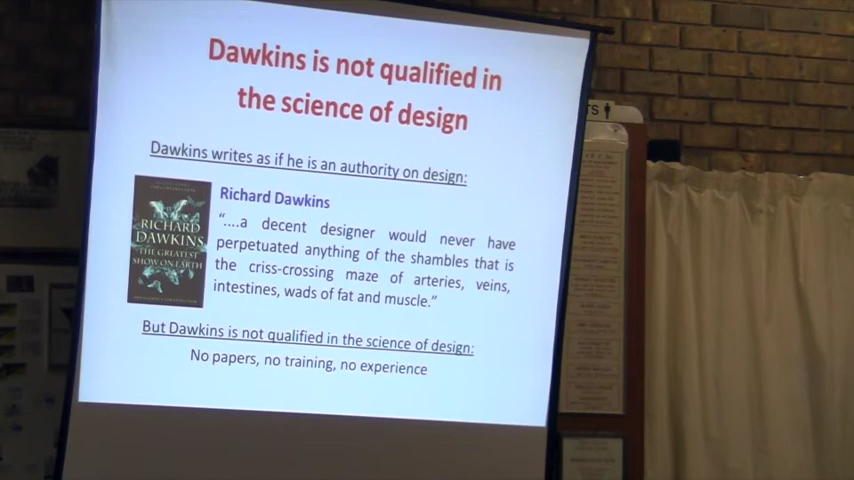 Dawkins is not qualified in
the science of design
Dawkins writes as if he is an authority on design:
RICHARD
DAWKINS
THE GREATEST
SHOW ON EARTH
Richard Dawkins
“....a decent designer would never have
perpetuated anything of the shambles that is
the criss-crossing maze of arteries, veins,
intestines, wads of fat and muscle.”
But Dawkins is not qualified in the science of design:
No papers, no training, no experience
TS